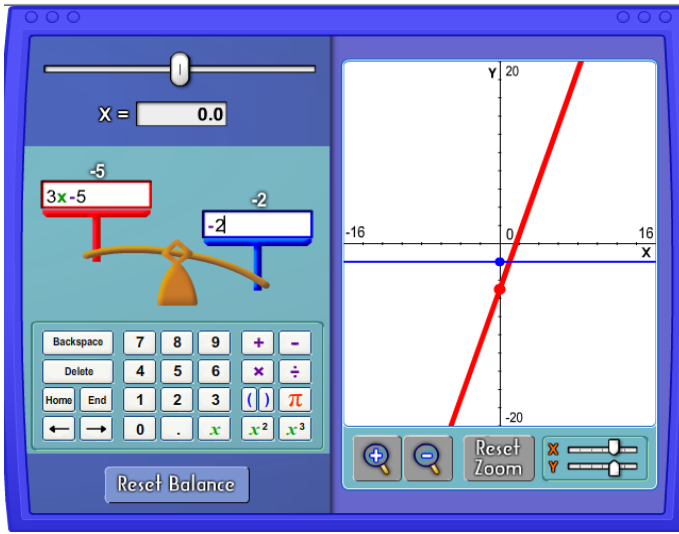 X = 0.0
-5
3x-5
-2
-2
Backspace 7 8 9 + -
Delete 4 5 6 × ÷
Home End 1 2 3 ( ) π
← → 0 . x x² x³
Reset Balance
Y 20
-16 0 16
X
-20
Reset Zoom
X
Y